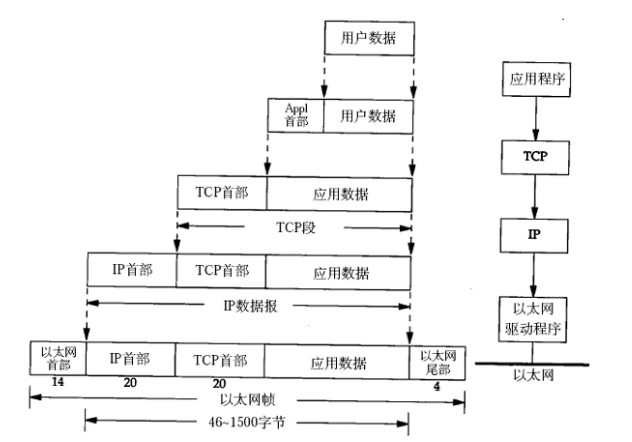 用户数据
Appl
首部
用户数据
应用程序
TCP首部
应用数据
TCP
TCP段
IP首部
TCP首部
应用数据
IP
IP数据报
以太网
驱动程序
以太网
首部
IP首部
TCP首部
应用数据
以太网
尾部
以太网
14
20
20
4
以太网帧
46~1500字节